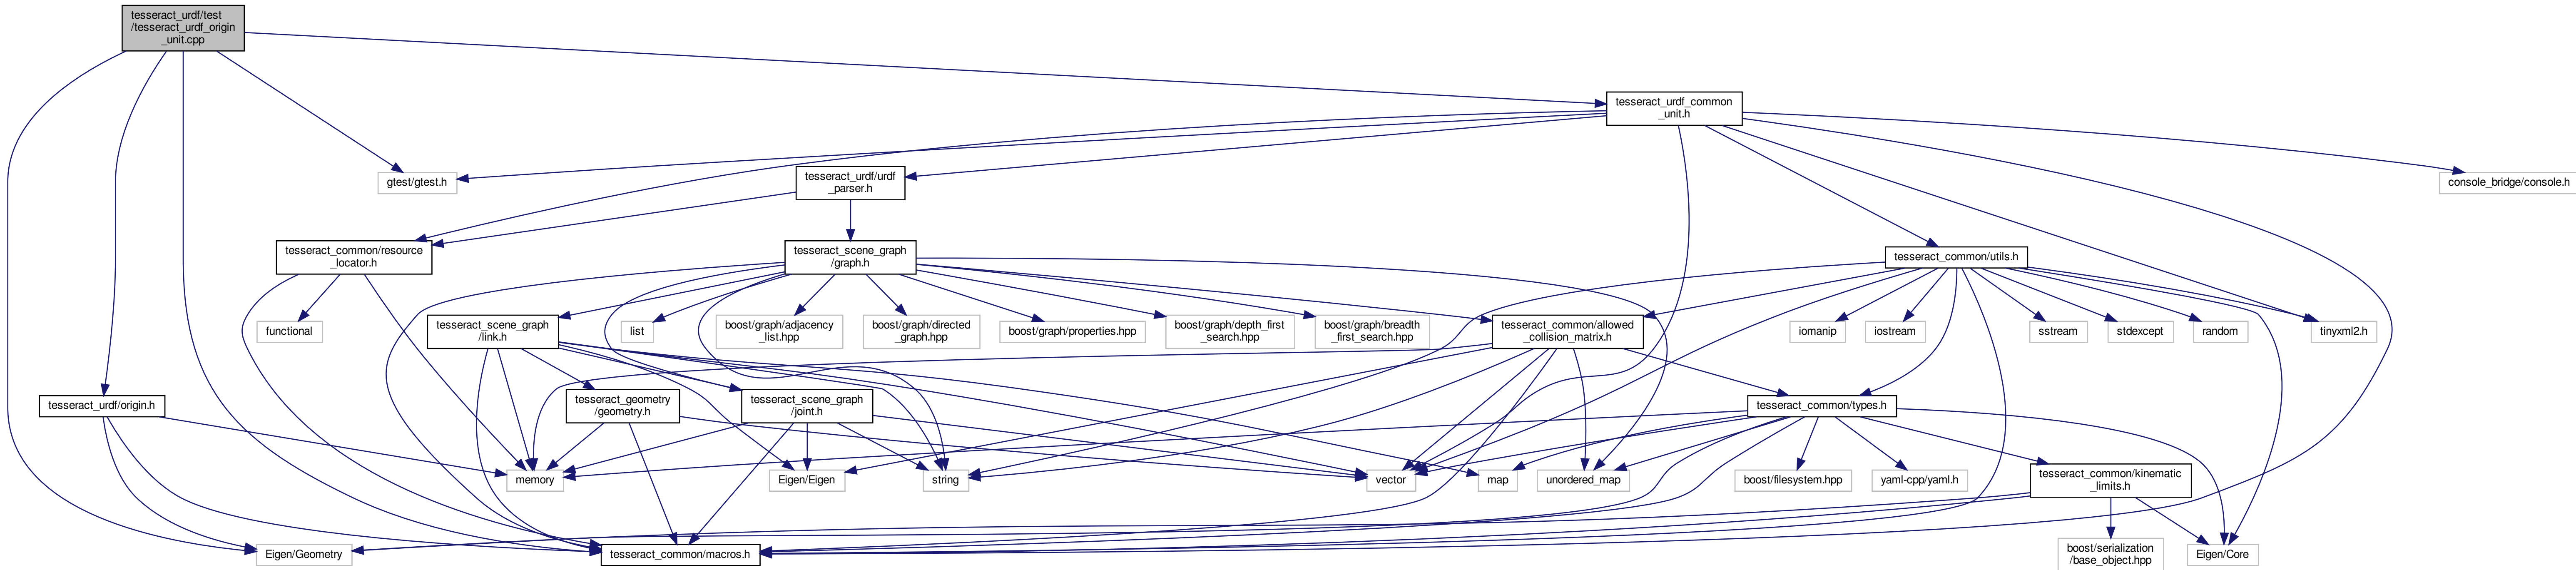 tesseract_urdf/test
/tesseract_urdf_origin
_unit.cpp
tesseract_urdf_common
_unit.h
gtest/gtest.h
tesseract_urdf/urdf
_parser.h
console_bridge/console.h
tesseract_common/resource
_locator.h
tesseract_scene_graph
/graph.h
tesseract_common/utils.h
functional
tesseract_scene_graph
/link.h
list
boost/graph/adjacency
_list.hpp
boost/graph/directed
_graph.hpp
boost/graph/properties.hpp
boost/graph/depth_first
_search.hpp
boost/graph/breadth
_first_search.hpp
tesseract_common/allowed
_collision_matrix.h
iomanip
iostream
sstream
stdexcept
random
tinyxml2.h
tesseract_urdf/origin.h
tesseract_geometry
/geometry.h
tesseract_scene_graph
/joint.h
tesseract_common/types.h
memory
Eigen/Eigen
string
vector
map
unordered_map
boost/filesystem.hpp
yaml-cpp/yaml.h
tesseract_common/kinematic
_limits.h
Eigen/Geometry
tesseract_common/macros.h
boost/serialization
/base_object.hpp
Eigen/Core